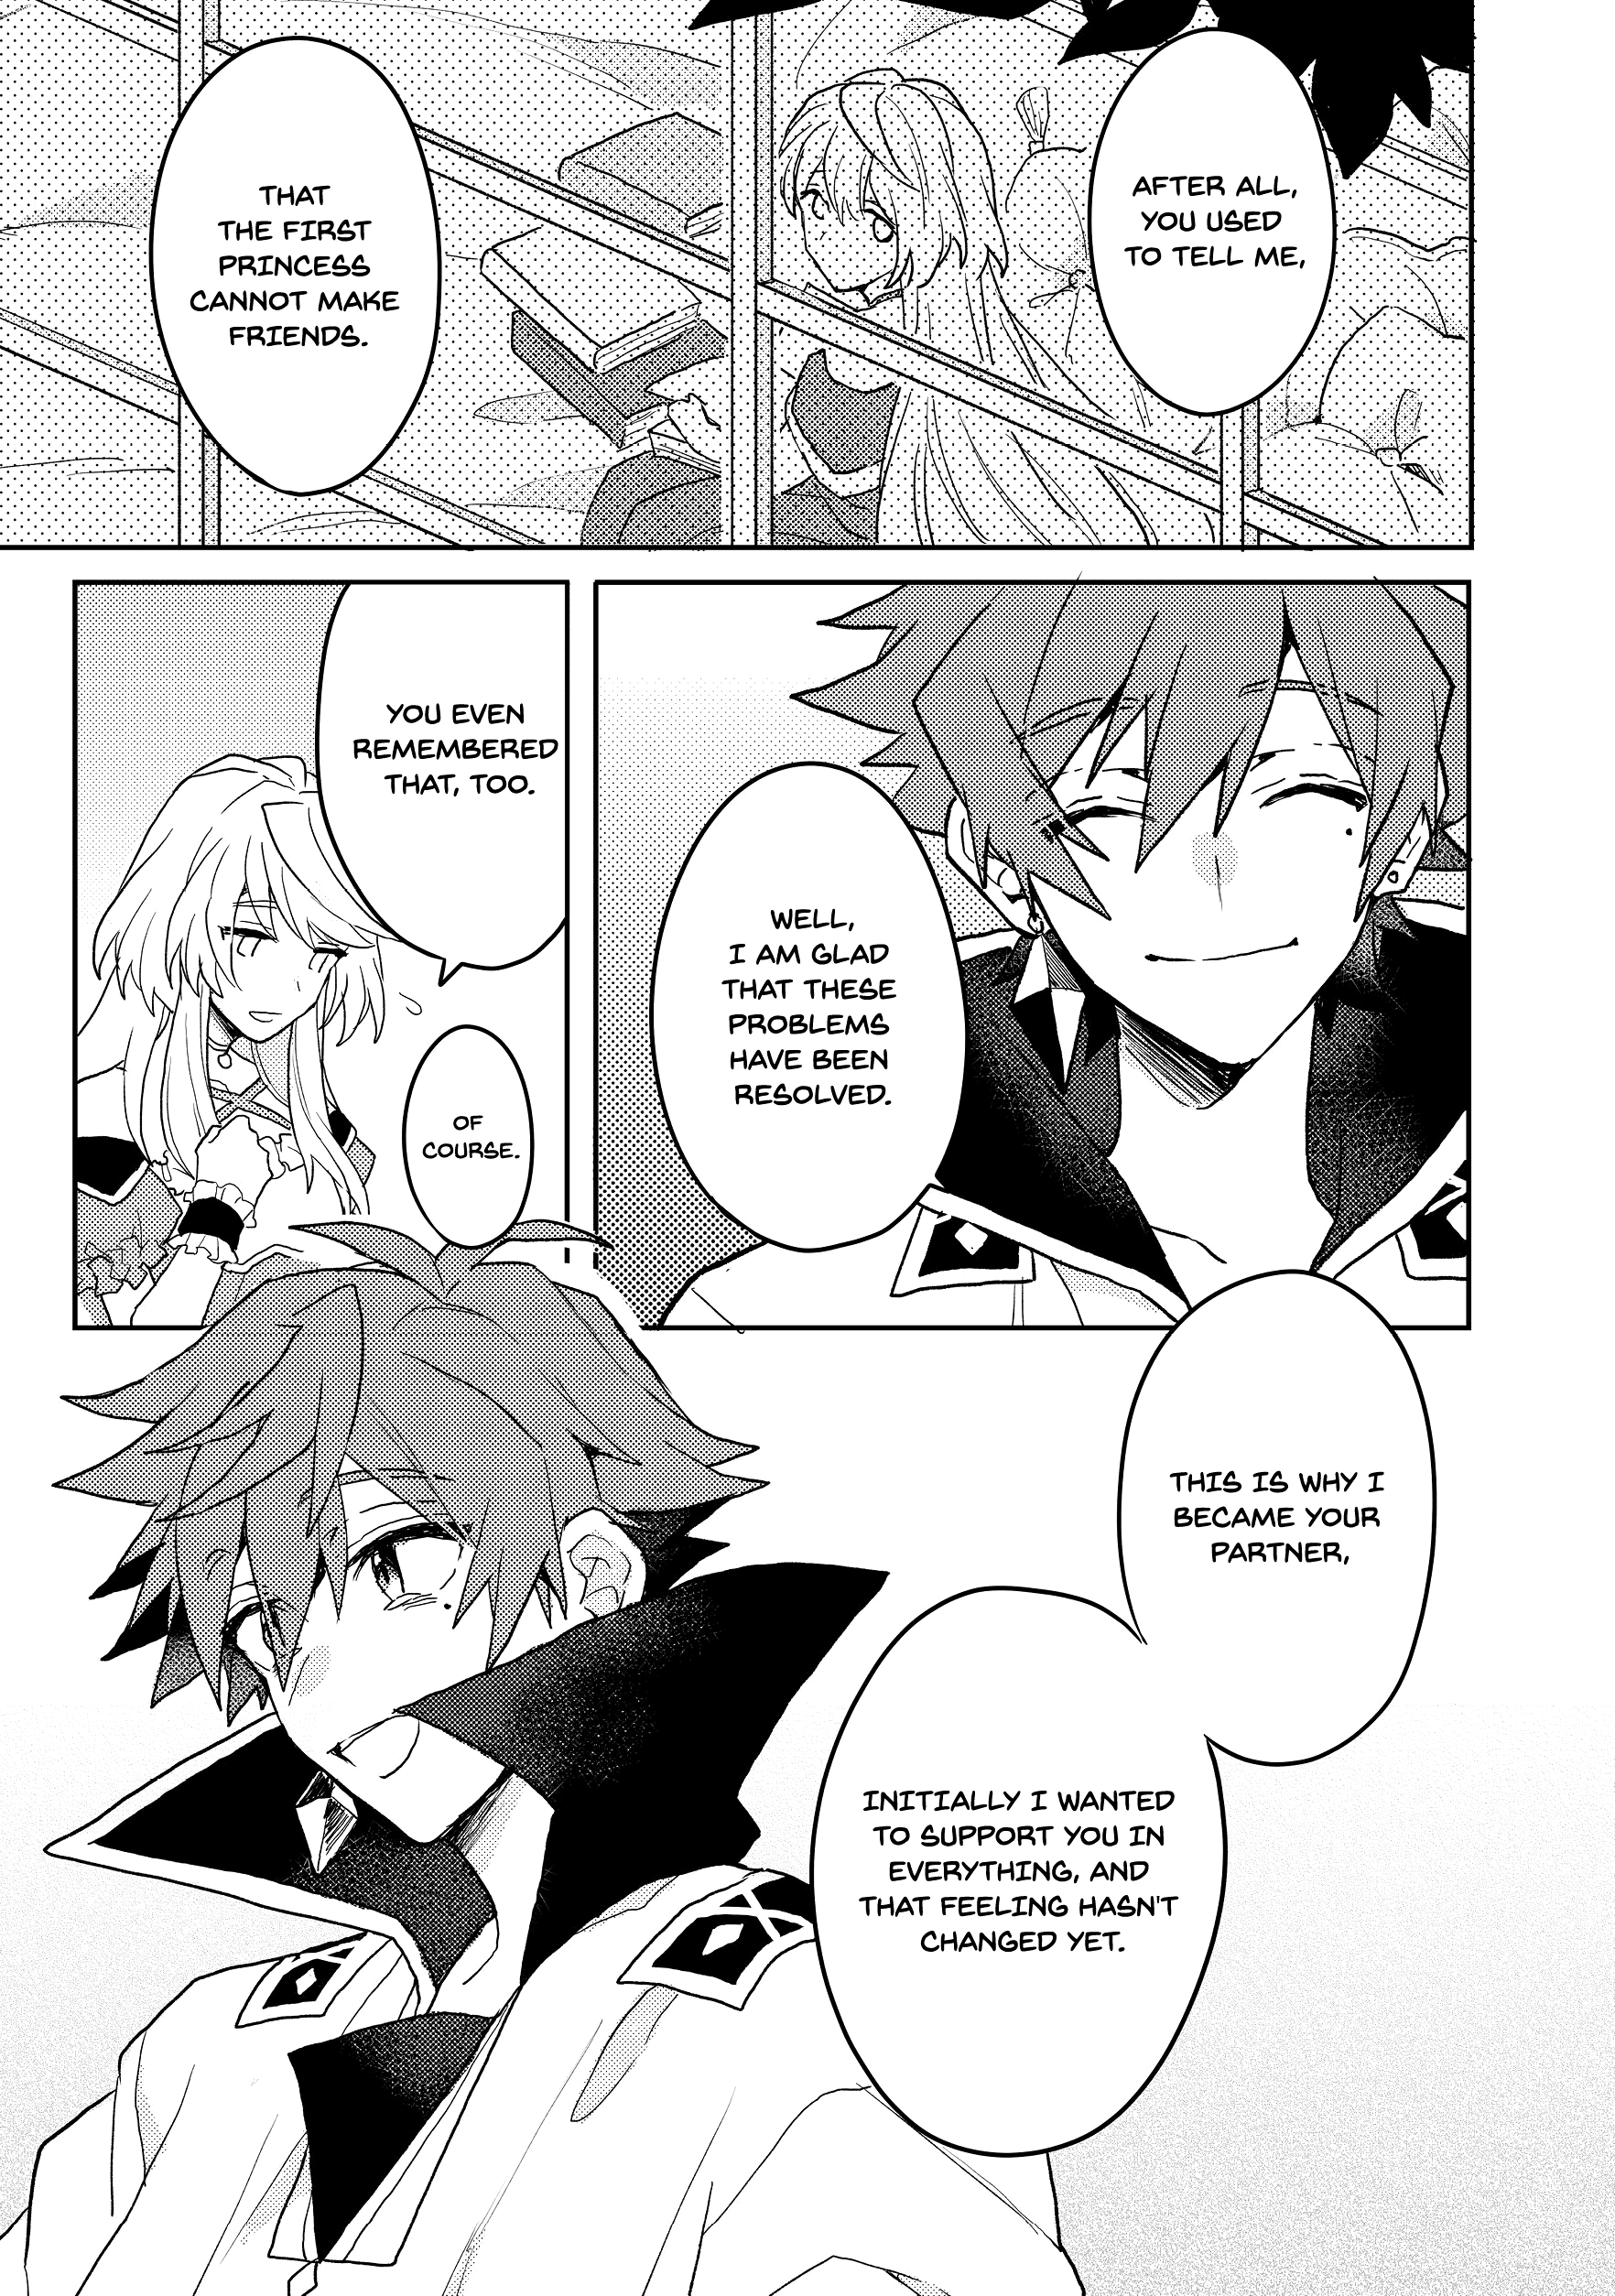 AFTER ALL,
YOU USED
TO TELL ME,
THAT
THE FIRST
PRINCESS
CANNOT MAKE
FRIENDS.
WELL,
I AM GLAD
THAT THESE
PROBLEMS
HAVE BEEN
RESOLVED.
YOU EVEN
REMEMBERED
THAT, TOO.
OF
COURSE.
THIS IS WHY I
BECAME YOUR
PARTNER,
INITIALLY I WANTED
TO SUPPORT YOU IN
EVERYTHING, AND
THAT FEELING HASN'T
CHANGED YET.